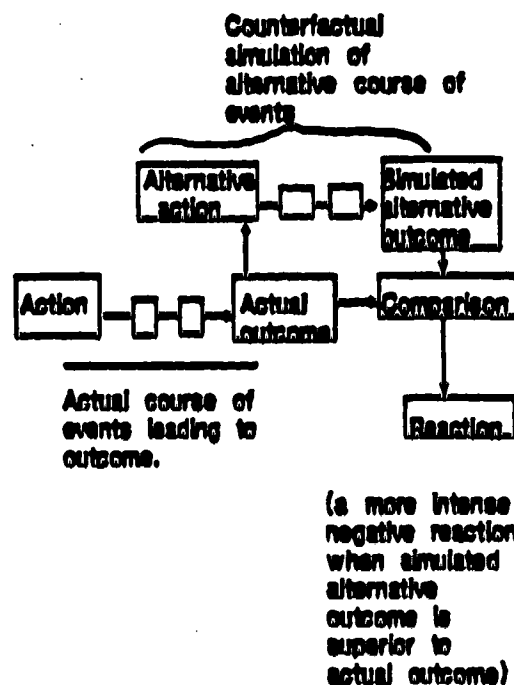 Counterfactual
simulation of
alternative course of
events
Alternative
action
Simulated
alternative
outcome
Action
Actual
outcome
Comparison
Actual course of
events leading to
outcome.
Reaction
(a more intense
negative reaction
when simulated
alternative
outcome is
superior to
actual outcome)